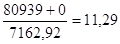 80939 + 0
7162,92
= 11,29